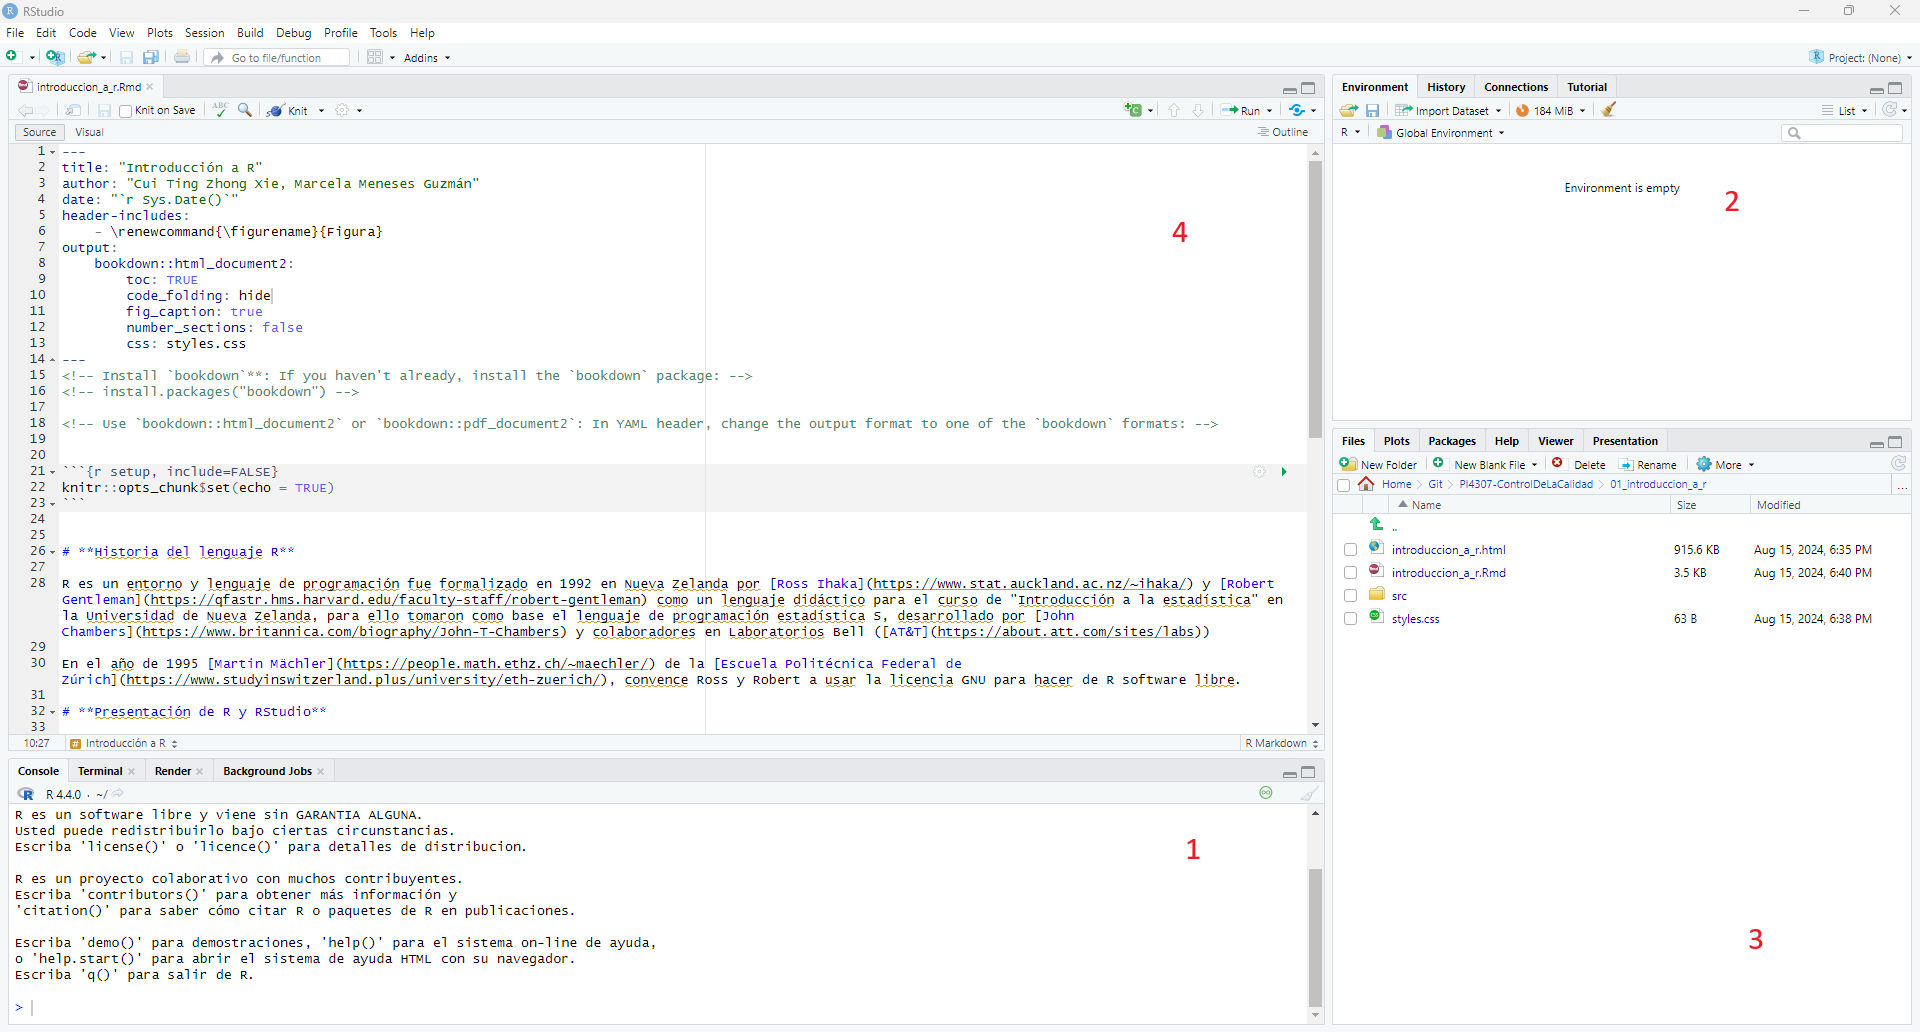 RStudio
File Edit Code View Plots Session Build Debug Profile Tools Help
Go to file/function Addins Project: (None)
introduccion_a_r.Rmd
Knit on Save ABC Knit Run
Source Visual Outline
1 ---
2 title: "Introducción a R"
3 author: "Cui Ting Zhong Xie, Marcela Meneses Guzmán"
4 date: "`r Sys.Date()`"
5 header-includes:
6 - \renewcommand{\figurename}{Figura}
7 output:
8 bookdown::html_document2:
9 toc: TRUE
10 code_folding: hide
11 fig_caption: true
12 number_sections: false
13 css: styles.css
14 ---
15 <!-- Install `bookdown`**: If you haven't already, install the `bookdown` package: -->
16 <!-- install.packages("bookdown") -->
17
18 <!-- Use `bookdown::html_document2` or `bookdown::pdf_document2`: In YAML header, change the output format to one of the `bookdown` formats: -->
19
20
21 ```{r setup, include=FALSE}
22 knitr::opts_chunk$set(echo = TRUE)
23 ```
24
25
26 # **Historia del lenguaje R**
27
28 R es un entorno y lenguaje de programación fue formalizado en 1992 en Nueva Zelanda por [Ross Ihaka](https://www.stat.auckland.ac.nz/~ihaka/) y [Robert
Gentleman](https://qfastr.hms.harvard.edu/faculty-staff/robert-gentleman) como un lenguaje didáctico para el curso de "Introducción a la estadística" en
la Universidad de Nueva Zelanda, para ello tomaron como base el lenguaje de programación estadística S, desarrollado por [John
Chambers](https://www.britannica.com/biography/John-T-Chambers) y colaboradores en Laboratorios Bell ([AT&T](https://about.att.com/sites/labs))
29
30 En el año de 1995 [Martin Mächler](https://people.math.ethz.ch/~maechler/) de la [Escuela Politécnica Federal de
Zúrich](https://www.studyinswitzerland.plus/university/eth-zuerich/), convence Ross y Robert a usar la licencia GNU para hacer de R software libre.
31
32 # **Presentación de R y RStudio**
33
4
10:27 # Introducción a R R Markdown
Console Terminal Render Background Jobs
R 4.4.0 · ~/
R es un software libre y viene sin GARANTIA ALGUNA.
Usted puede redistribuirlo bajo ciertas circunstancias.
Escriba 'license()' o 'licence()' para detalles de distribucion.
R es un proyecto colaborativo con muchos contribuyentes.
Escriba 'contributors()' para obtener más información y
'citation()' para saber cómo citar R o paquetes de R en publicaciones.
Escriba 'demo()' para demostraciones, 'help()' para el sistema on-line de ayuda,
o 'help.start()' para abrir el sistema de ayuda HTML con su navegador.
Escriba 'q()' para salir de R.
>
1
Environment History Connections Tutorial
Import Dataset 184 MiB List
R Global Environment
Environment is empty
2
Files Plots Packages Help Viewer Presentation
New Folder New Blank File Delete Rename More
Home Git PI4307-ControlDeLaCalidad 01_introduccion_a_r ...
Name Size Modified
..
introduccion_a_r.html 915.6 KB Aug 15, 2024, 6:35 PM
introduccion_a_r.Rmd 3.5 KB Aug 15, 2024, 6:40 PM
src
styles.css 63 B Aug 15, 2024, 6:38 PM
3